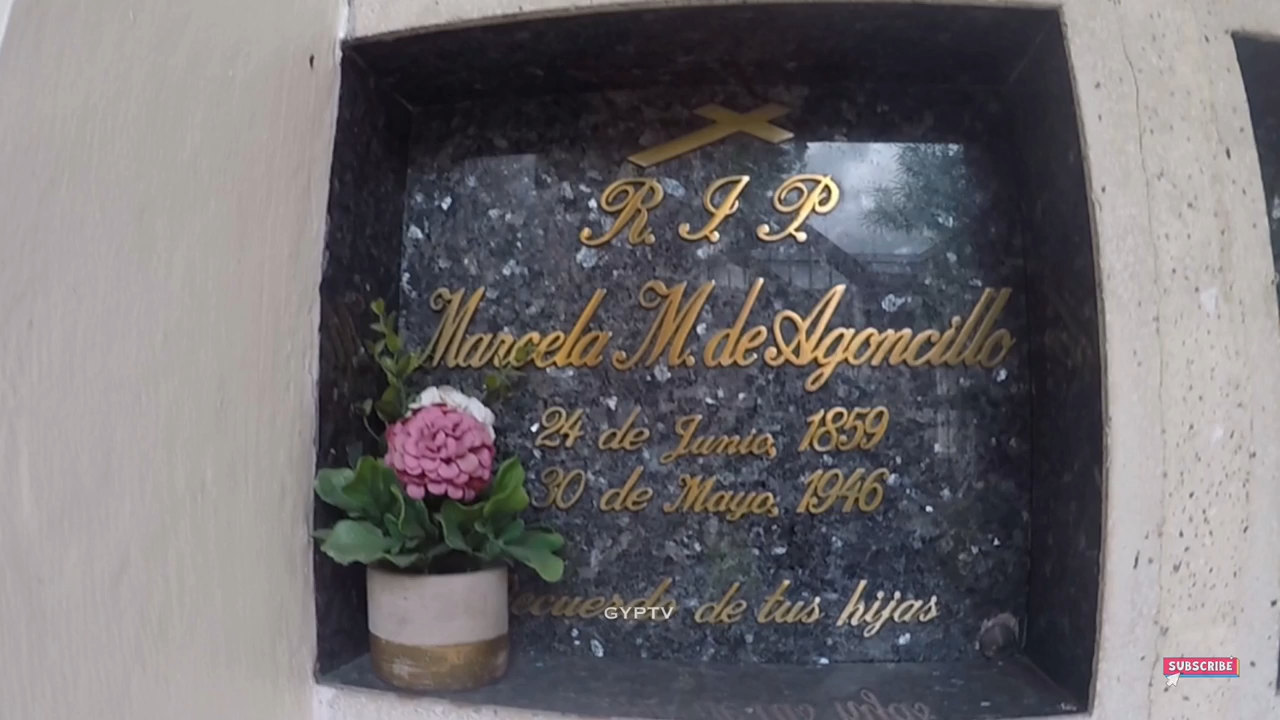 R. I. P.
Marcela M. de Agoncillo
24 de Junio, 1859
30 de Mayo, 1946
de tus hijas
GYPTV
SUBSCRIBE